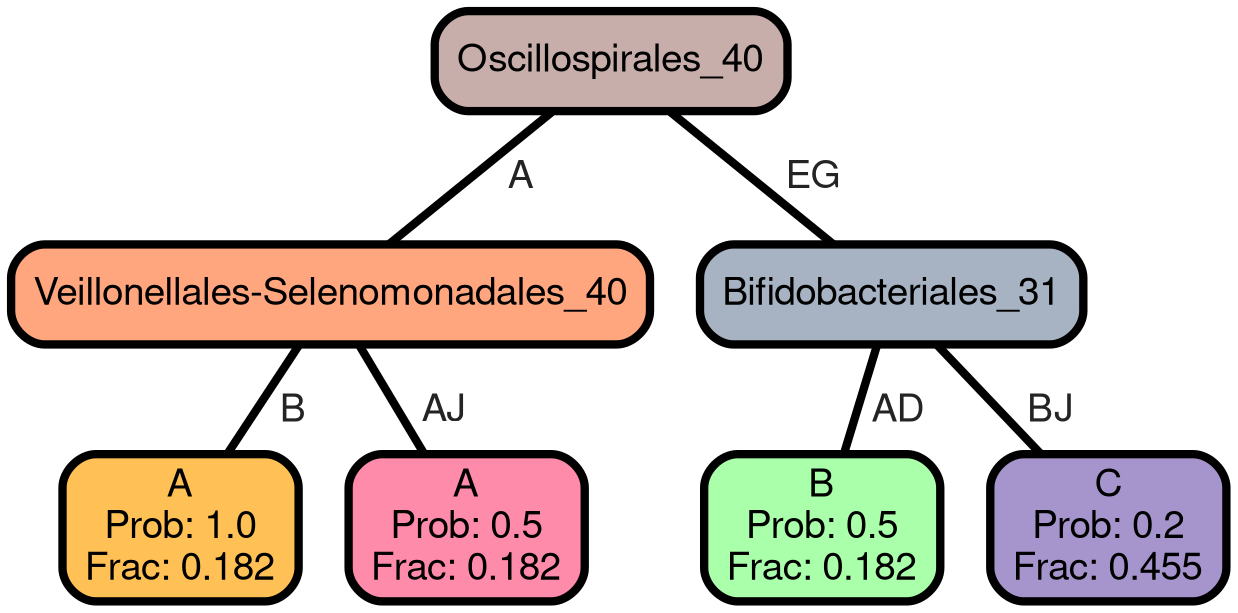 Oscillospirales_40
A
EG
Veillonellales-Selenomonadales_40
Bifidobacteriales_31
B
AJ
AD
BJ
A
Prob: 1.0
Frac: 0.182
A
Prob: 0.5
Frac: 0.182
B
Prob: 0.5
Frac: 0.182
C
Prob: 0.2
Frac: 0.455